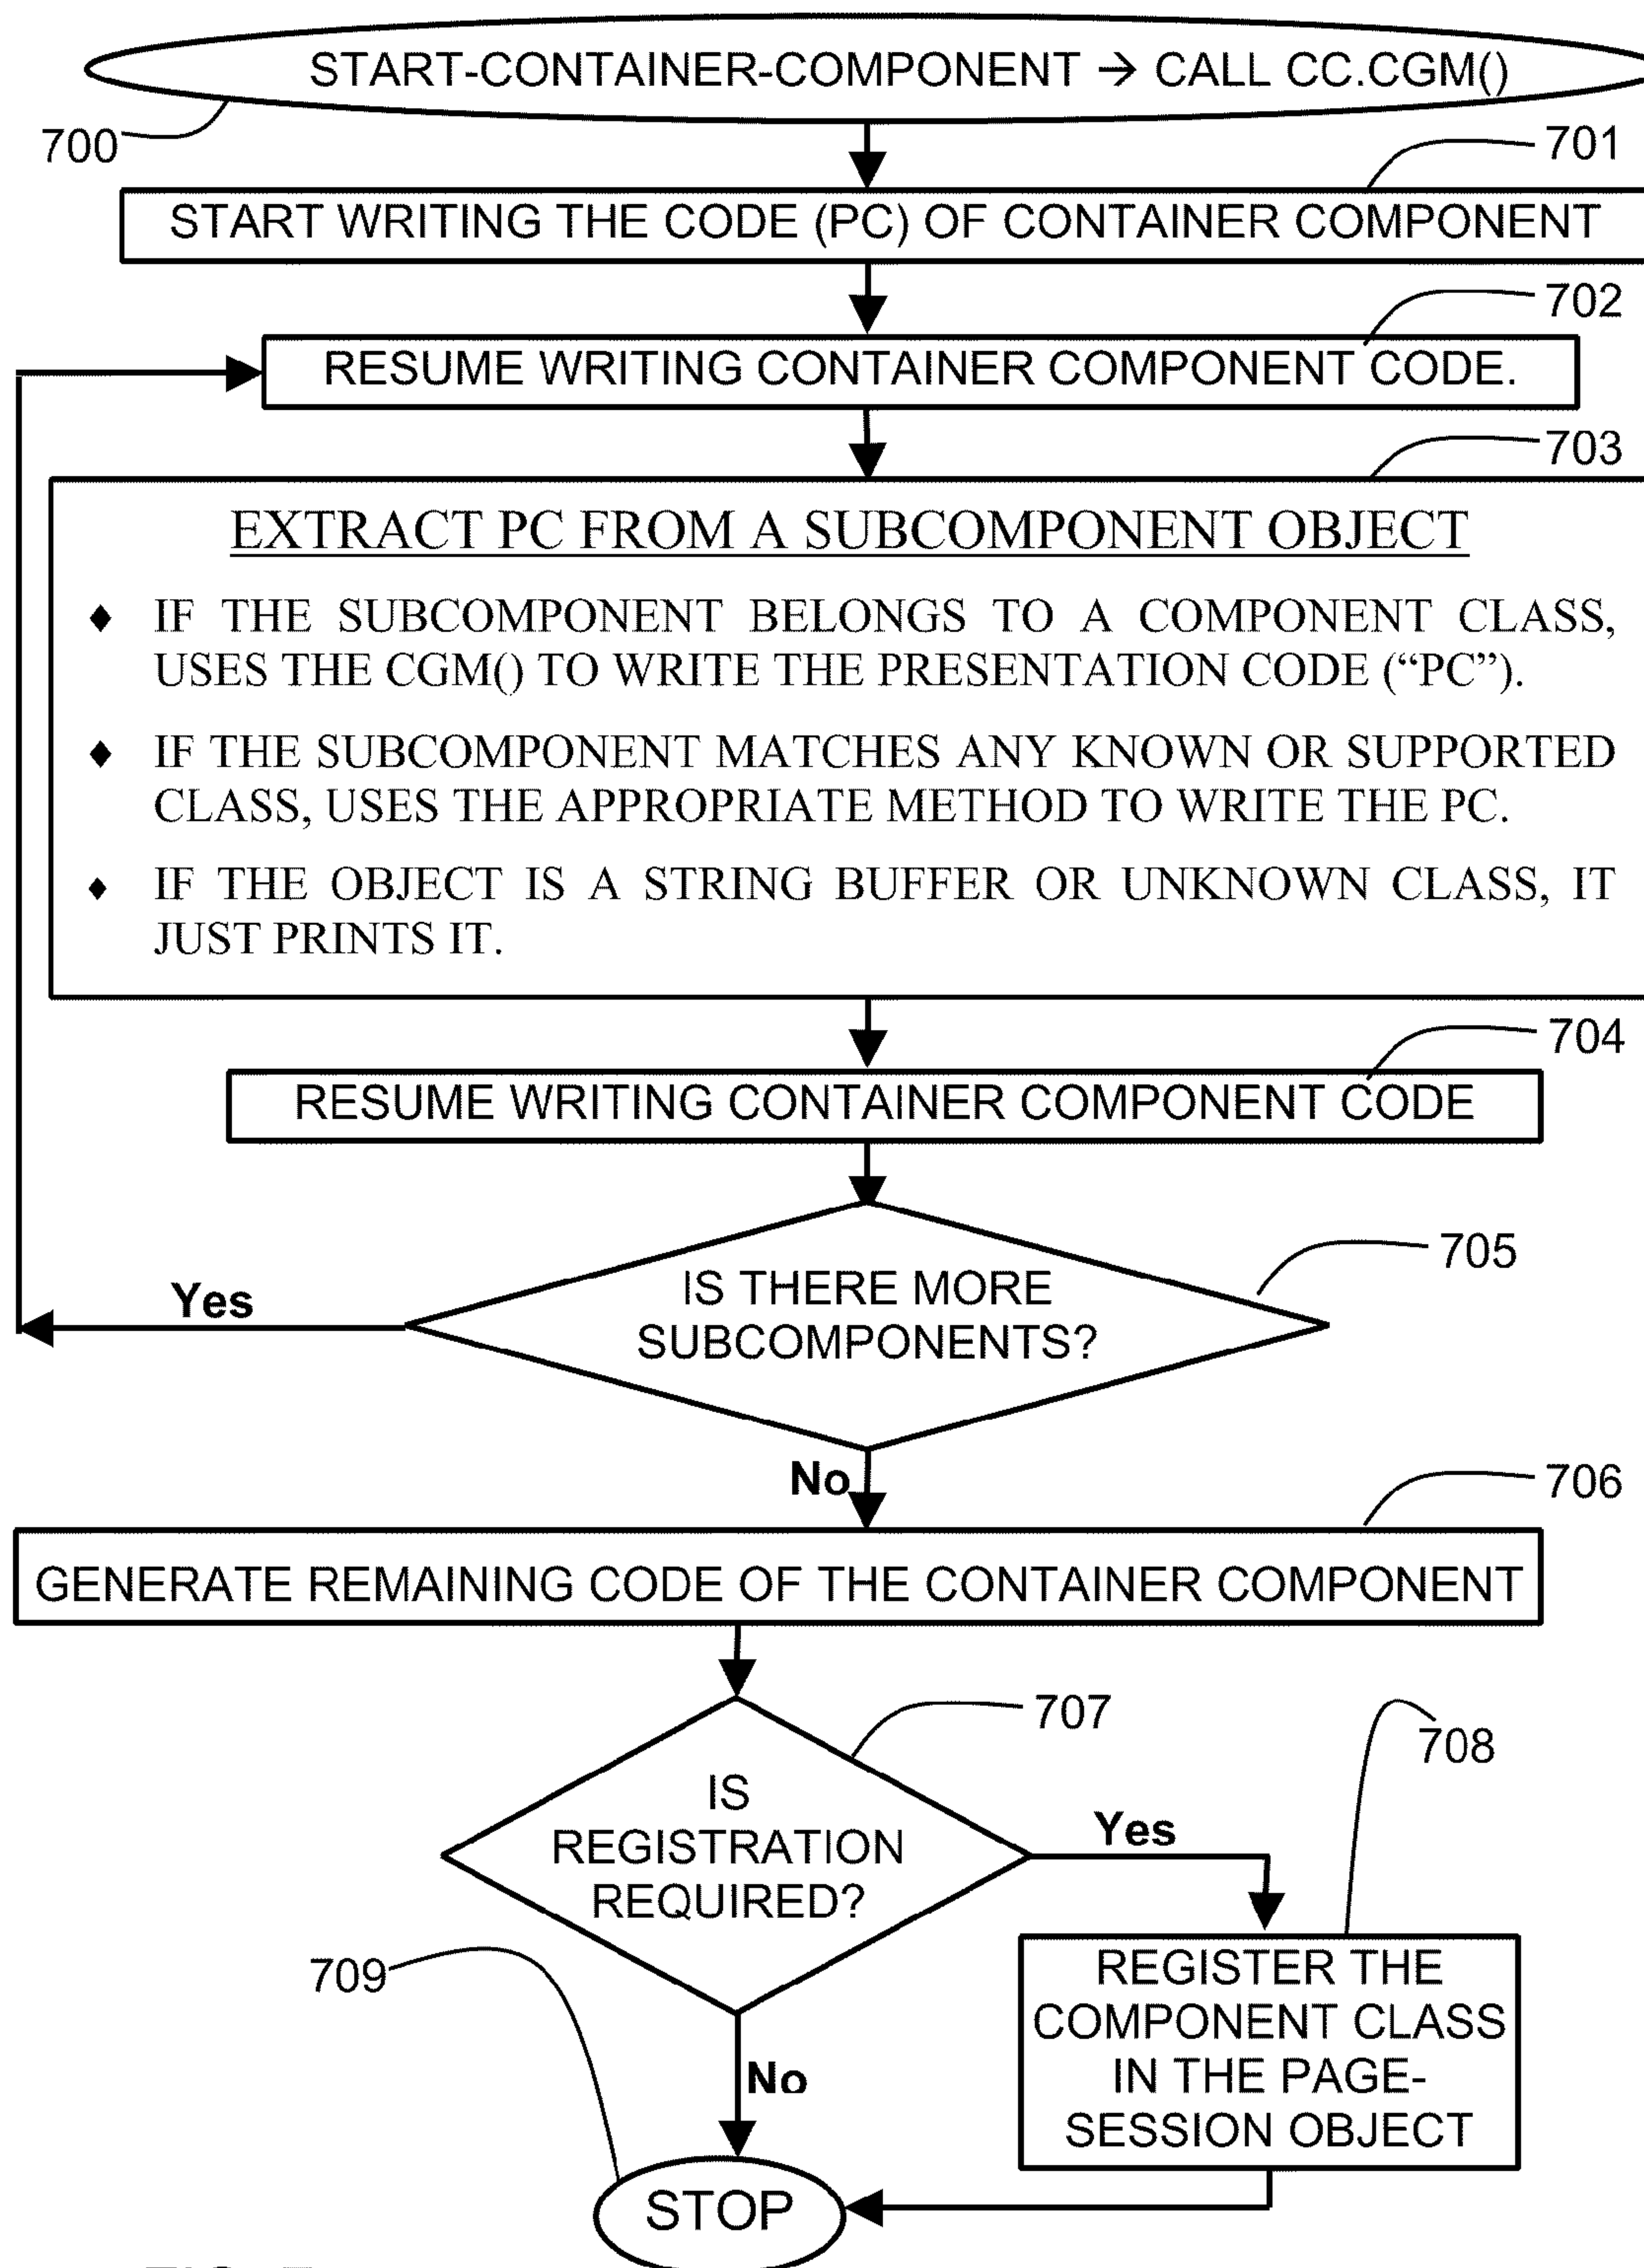 START-CONTAINER-COMPONENT → CALL CC.CGM()
700
701
START WRITING THE CODE (PC) OF CONTAINER COMPONENT
702
RESUME WRITING CONTAINER COMPONENT CODE.
703
EXTRACT PC FROM A SUBCOMPONENT OBJECT
♦ IF THE SUBCOMPONENT BELONGS TO A COMPONENT CLASS,
USES THE CGM() TO WRITE THE PRESENTATION CODE (“PC”).
♦ IF THE SUBCOMPONENT MATCHES ANY KNOWN OR SUPPORTED
CLASS, USES THE APPROPRIATE METHOD TO WRITE THE PC.
♦ IF THE OBJECT IS A STRING BUFFER OR UNKNOWN CLASS, IT
JUST PRINTS IT.
704
RESUME WRITING CONTAINER COMPONENT CODE
705
IS THERE MORE
SUBCOMPONENTS?
Yes
No
706
GENERATE REMAINING CODE OF THE CONTAINER COMPONENT
707
708
IS
REGISTRATION
REQUIRED?
Yes
709
REGISTER THE
COMPONENT CLASS
IN THE PAGE-
SESSION OBJECT
No
STOP